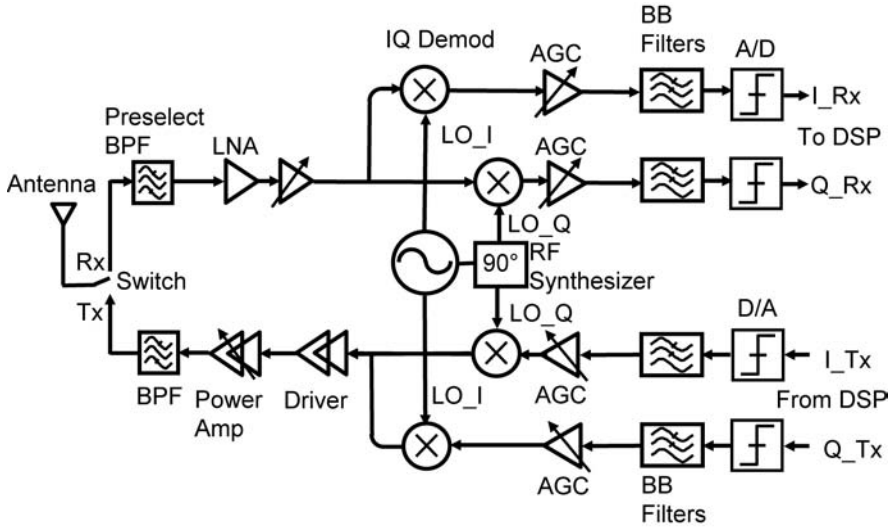 IQ Demod
AGC
BB
Filters
A/D
I_Rx
Preselect
BPF
LNA
LO_I
AGC
To DSP
Antenna
Q_Rx
LO_Q
Rx
Switch
90°
RF
Synthesizer
Tx
LO_Q
D/A
I_Tx
BPF
Power
Amp
Driver
LO_I
AGC
From DSP
Q_Tx
AGC
BB
Filters